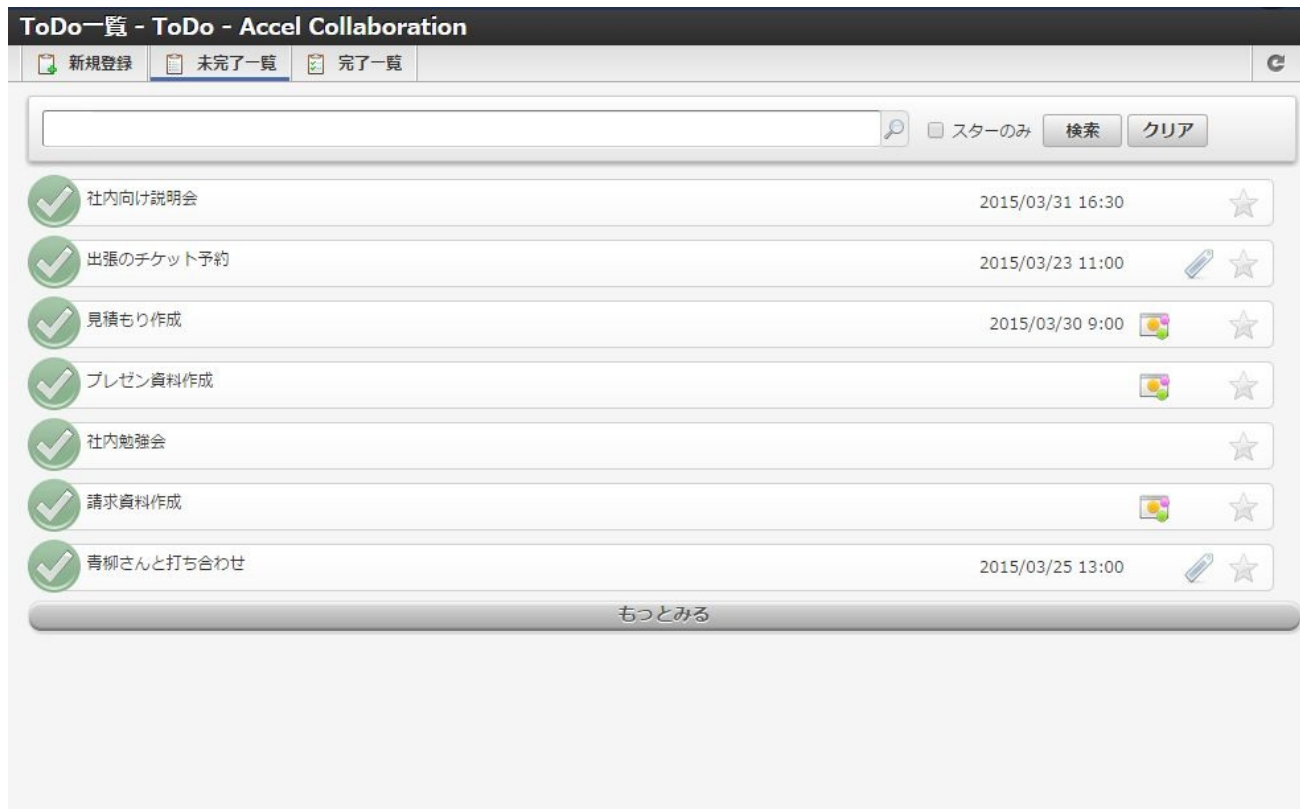 ToDo一覧 - ToDo - Accel Collaboration
新規登録 未完了一覧 完了一覧
スターのみ 検索 クリア
社内向け説明会 2015/03/31 16:30
出張のチケット予約 2015/03/23 11:00
見積もり作成 2015/03/30 9:00
プレゼン資料作成
社内勉強会
請求資料作成
青柳さんと打ち合わせ 2015/03/25 13:00
もっとみる